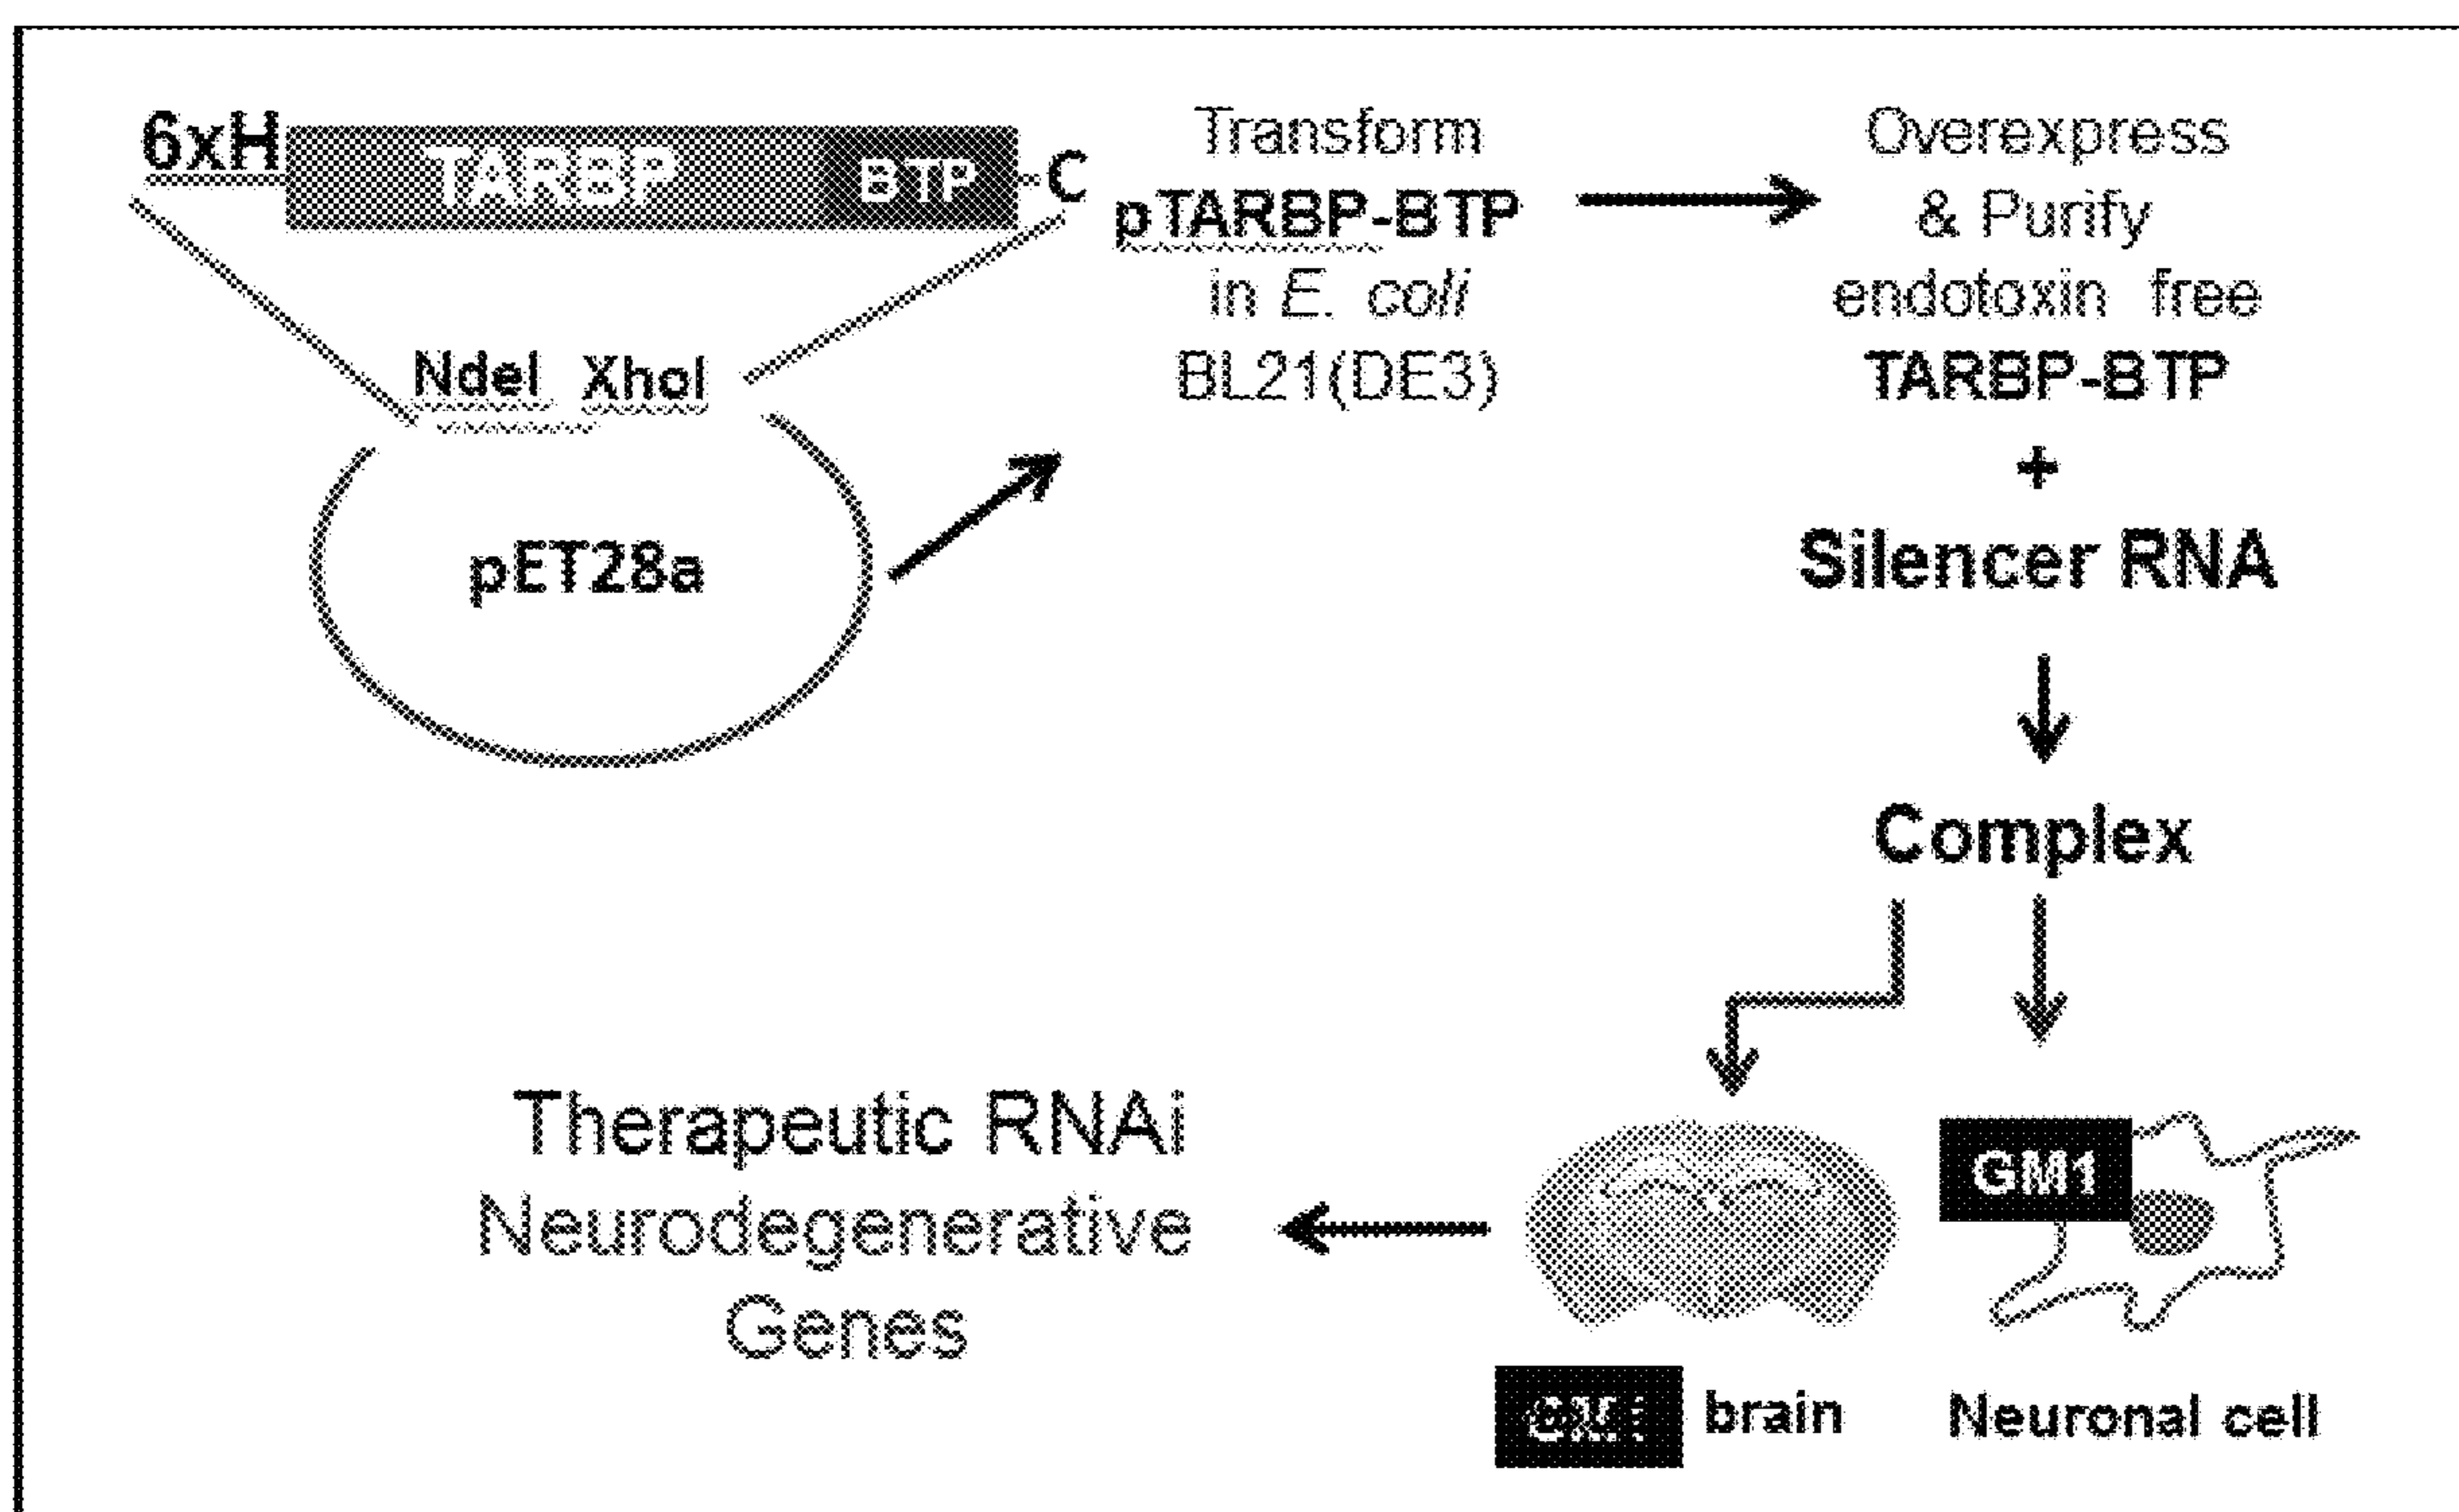 6xH TARBP BTP -C
NdeI XhoI
pET28a
Transform
pTARBP-BTP
in E. coli
BL21(DE3)
Overexpress
& Purify
endotoxin free
TARBP-BTP
+
Silencer RNA
Complex
GM1
brain
Neuronal cell
Therapeutic RNAi
Neurodegenerative
Genes